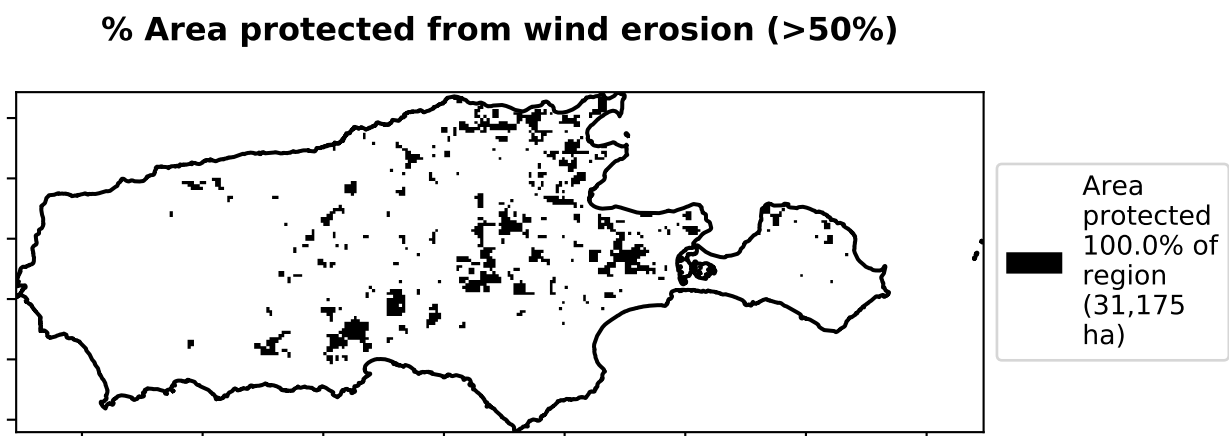 % Area protected from wind erosion (>50%)
Area
protected
100.0% of
region
(31,175
ha)